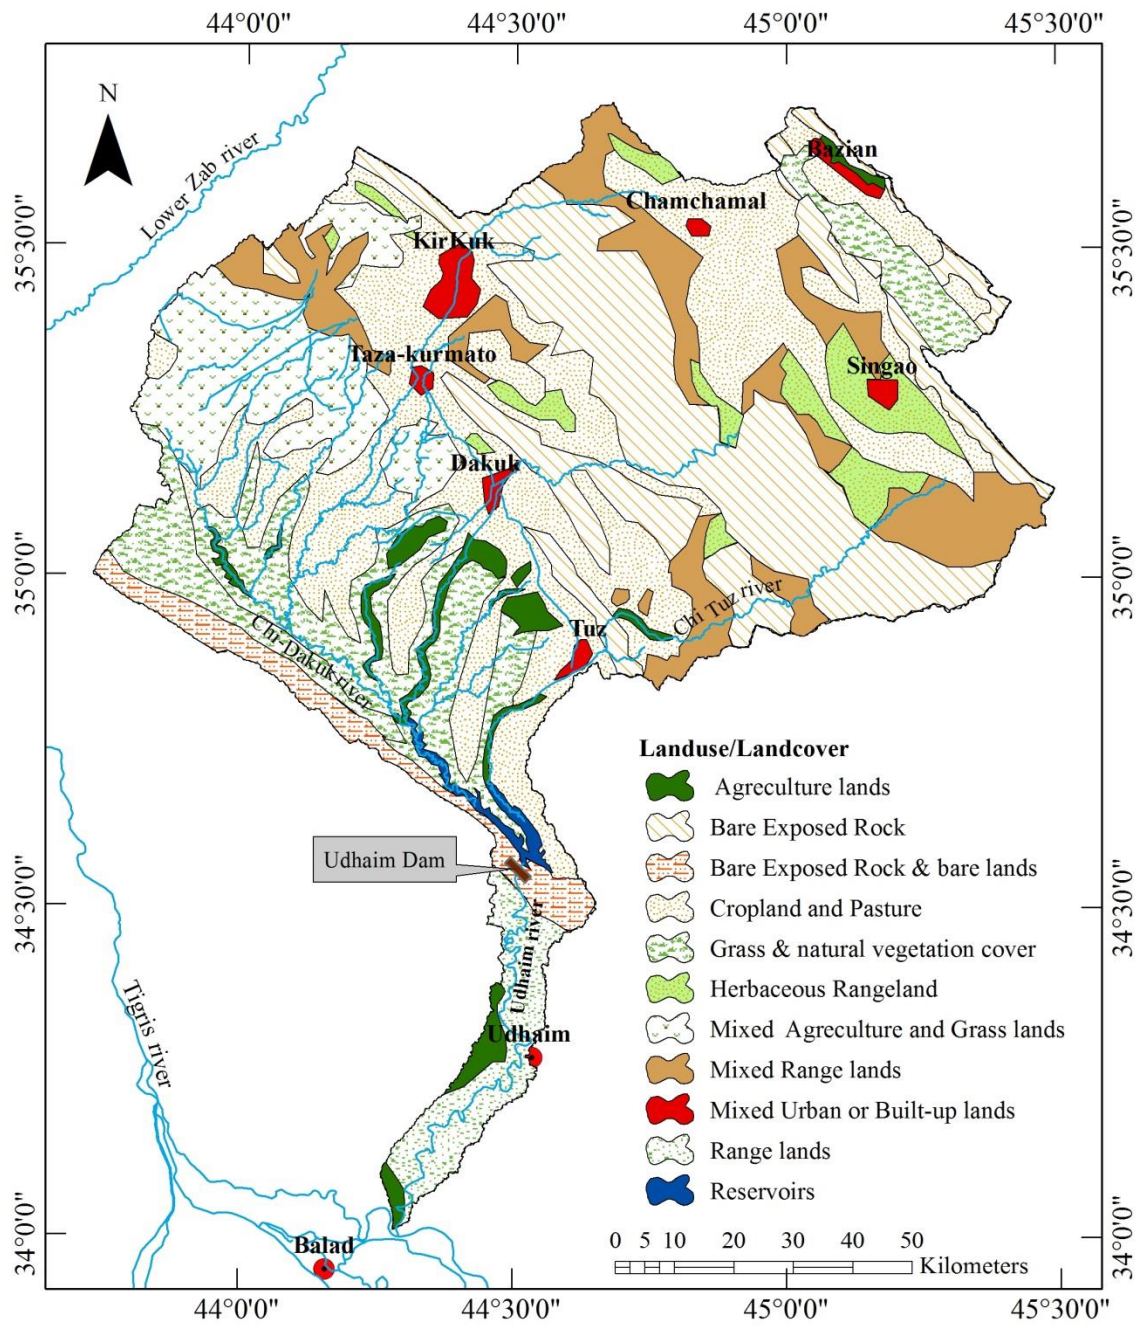 44°0'0"
44°30'0"
45°0'0"
45°30'0"
N
Lower Zab river
Bazian
Chamchamal
35°30'0"
35°30'0"
KirKuk
Taza-kurmato
Singao
Dakuk
35°0'0"
35°0'0"
Chi Tuz river
Tuz
Chi-Dakuk river
Landuse/Landcover
Agreculture lands
Bare Exposed Rock
Udhaim Dam
Bare Exposed Rock & bare lands
34°30'0"
34°30'0"
Cropland and Pasture
Grass & natural vegetation cover
Udhaim river
Herbaceous Rangeland
Tigris river
Udhaim
Mixed Agreculture and Grass lands
Mixed Range lands
Mixed Urban or Built-up lands
Range lands
Reservoirs
34°0'0"
34°0'0"
Balad
0 5 10 20 30 40 50
Kilometers
44°0'0"
44°30'0"
45°0'0"
45°30'0"